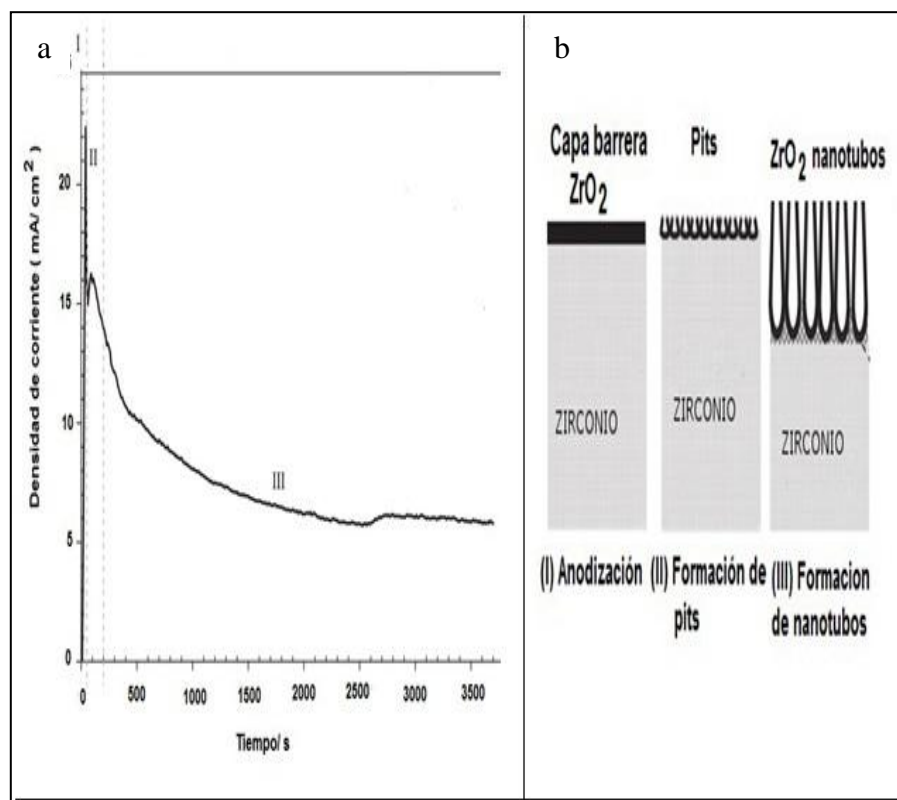 a
I
II
III
Densidad de corriente ( mA/ cm2 )
20
15
10
5
0
0 500 1000 1500 2000 2500 3000 3500
Tiempo/ s
b
Capa barrera
ZrO2
Pits
ZrO2 nanotubos
ZIRCONIO
ZIRCONIO
ZIRCONIO
(I) Anodización
(II) Formación de
pits
(III) Formacion
de nanotubos